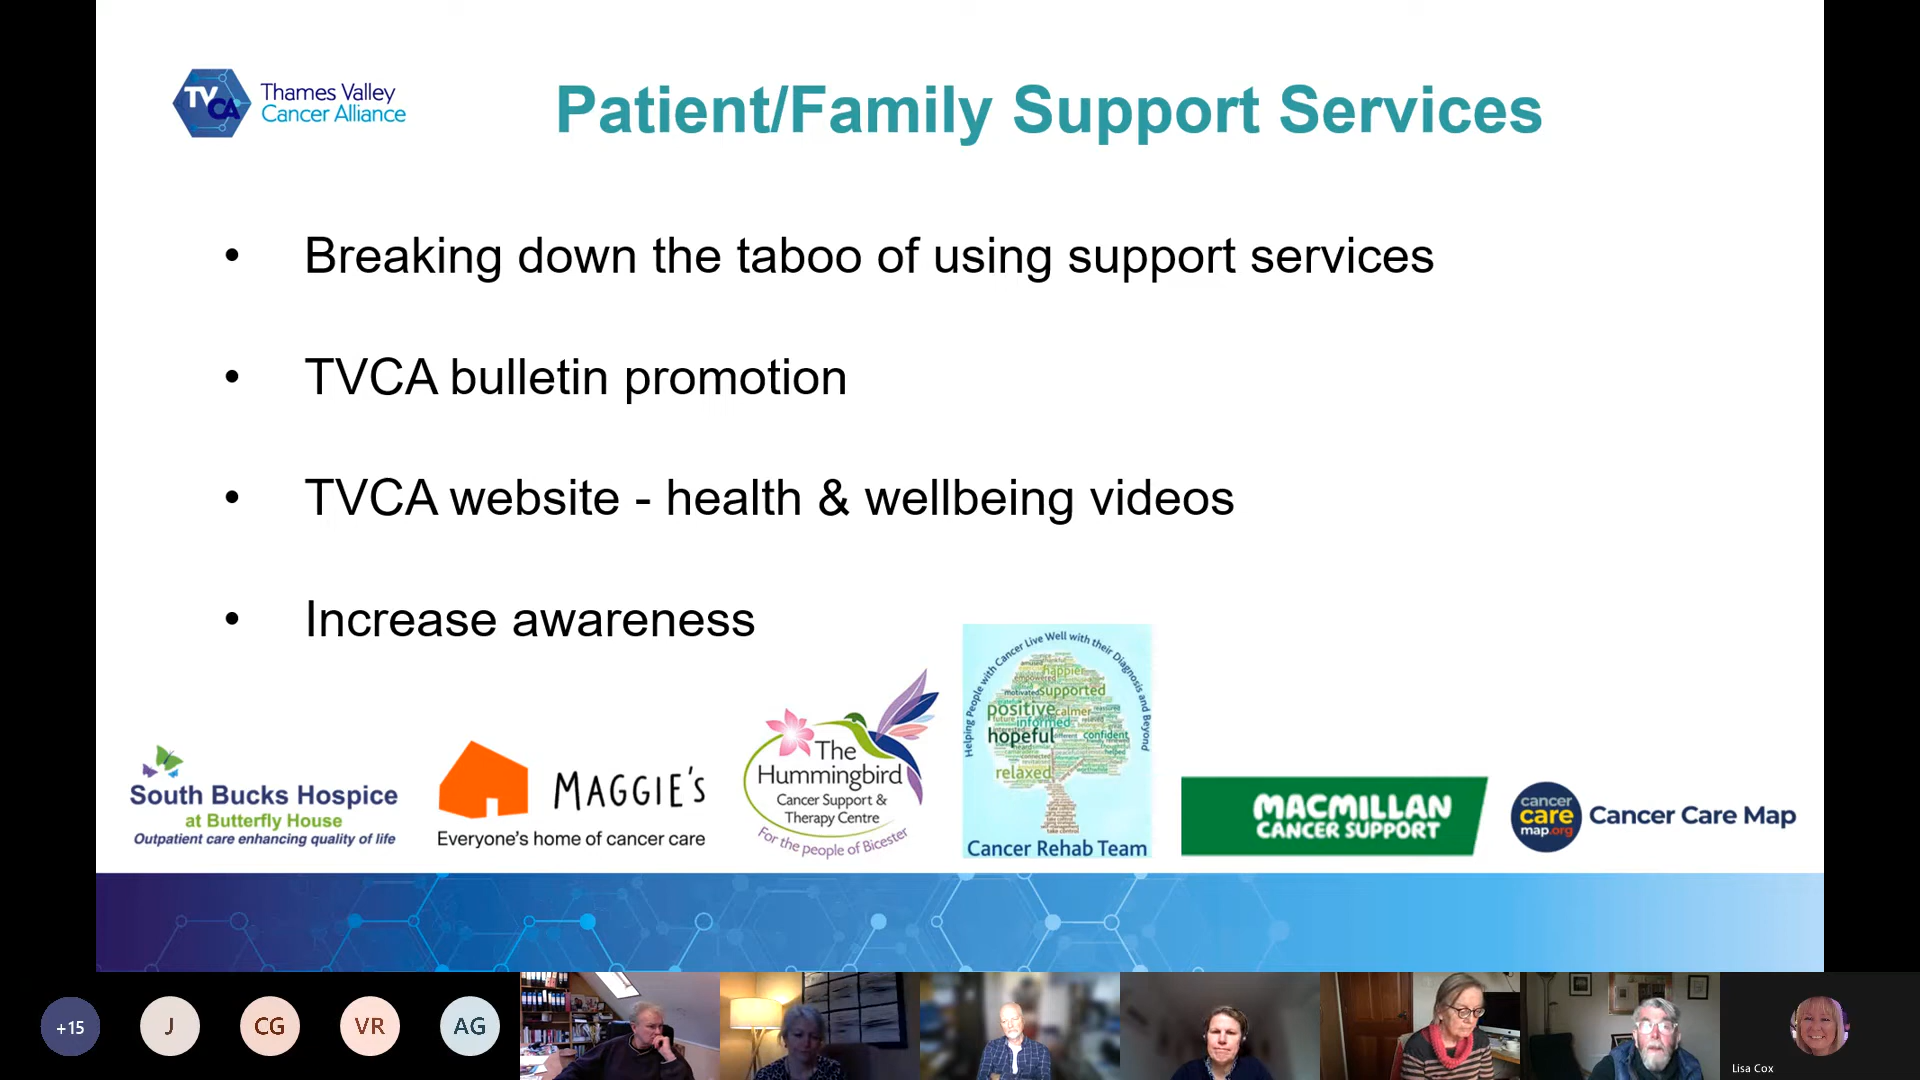 TVCA
Thames Valley
Cancer Alliance
Patient/Family Support Services
• Breaking down the taboo of using support services
• TVCA bulletin promotion
• TVCA website - health & wellbeing videos
• Increase awareness
South Bucks Hospice
at Butterfly House
Outpatient care enhancing quality of life
MAGGIE'S
Everyone's home of cancer care
The
Hummingbird
Cancer Support &
Therapy Centre
For the people of Bicester
Helping People with Cancer Live Well with their Diagnosis and Beyond
happier
empowered
motivated supported
positive calmer
informed
hopeful
confident
relaxed
Cancer Rehab Team
MACMILLAN
CANCER SUPPORT
cancer
care
map.org
Cancer Care Map
+15
J
CG
VR
AG
Lisa Cox